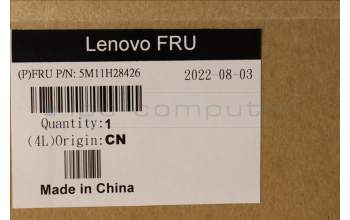 Lenovo FRU
(P)FRU P/N: 5M11H28426 2022-08-03
Quantity:1
(4L)Origin:CN
Made in China